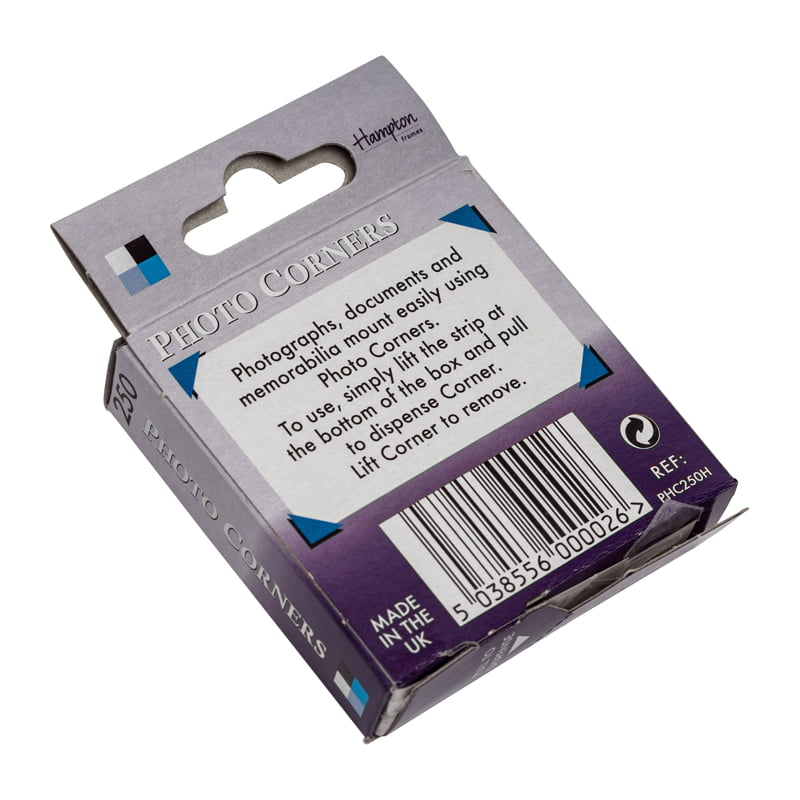 Hampton
frames
PHOTO CORNERS
Photographs, documents and
memorabilia mount easily using
Photo Corners.
To use, simply lift the strip at
the bottom of the box and pull
to dispense Corner.
Lift Corner to remove.
REF:
PHC250H
5 038556 000026 >
MADE
IN THE
UK
250
PHOTO CORNERS